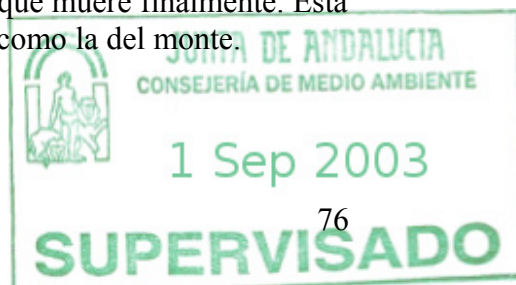 que muere finalmente. Esta
como la del monte.
JUNTA DE ANDALUCIA
CONSEJERÍA DE MEDIO AMBIENTE
1 Sep 2003
76
SUPERVISADO